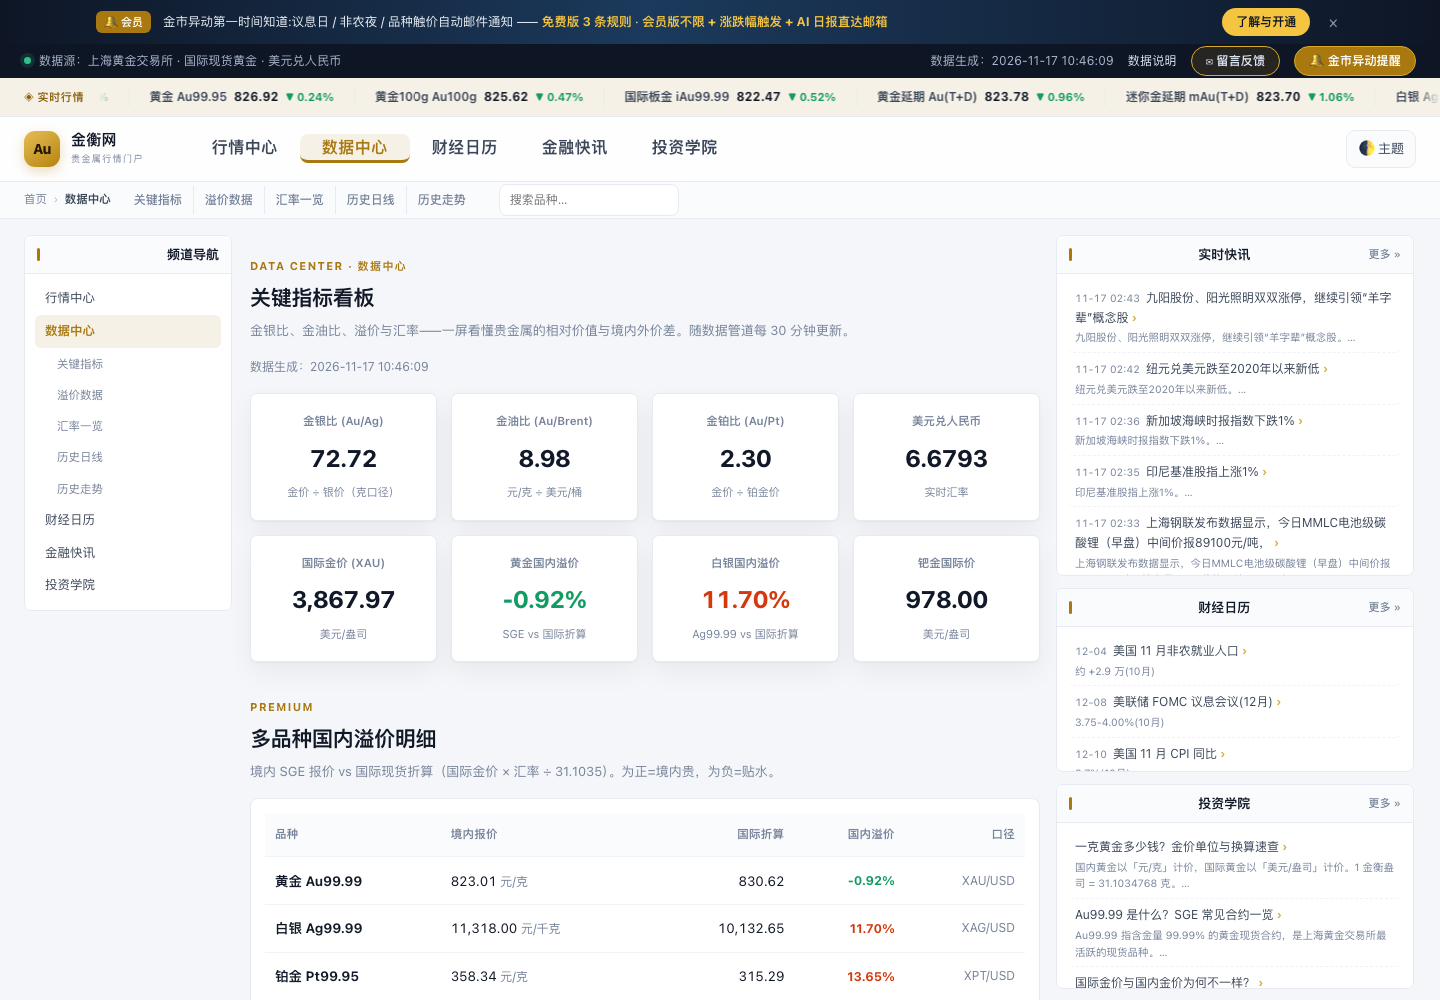 会员 金市异动第一时间知道:议息日 / 非农夜 / 品种触价自动邮件通知 —— 免费版 3 条规则 · 会员版不限 + 涨跌幅触发 + AI 日报直达邮箱 了解与开通 ×
数据源：上海黄金交易所 · 国际现货黄金 · 美元兑人民币 数据生成：2026-11-17 10:46:09 数据说明 留言反馈 金市异动提醒
◈ 实时行情 黄金 Au99.95 826.92 ▼0.24% 黄金100g Au100g 825.62 ▼0.47% 国际板金 iAu99.99 822.47 ▼0.52% 黄金延期 Au(T+D) 823.78 ▼0.96% 迷你金延期 mAu(T+D) 823.70 ▼1.06% 白银
Au 金衡网
贵金属行情门户
行情中心 数据中心 财经日历 金融快讯 投资学院 主题
首页 › 数据中心 关键指标 溢价数据 汇率一览 历史日线 历史走势 搜索品种...
频道导航
行情中心
数据中心
关键指标
溢价数据
汇率一览
历史日线
历史走势
财经日历
金融快讯
投资学院
DATA CENTER · 数据中心
关键指标看板
金银比、金油比、溢价与汇率——一屏看懂贵金属的相对价值与境内外价差。随数据管道每 30 分钟更新。
数据生成：2026-11-17 10:46:09
金银比 (Au/Ag)
72.72
金价 ÷ 银价（克口径）
金油比 (Au/Brent)
8.98
元/克 ÷ 美元/桶
金铂比 (Au/Pt)
2.30
金价 ÷ 铂金价
美元兑人民币
6.6793
实时汇率
国际金价 (XAU)
3,867.97
美元/盎司
黄金国内溢价
-0.92%
SGE vs 国际折算
白银国内溢价
11.70%
Ag99.99 vs 国际折算
钯金国际价
978.00
美元/盎司
PREMIUM
多品种国内溢价明细
境内 SGE 报价 vs 国际现货折算（国际金价 × 汇率 ÷ 31.1035）。为正=境内贵，为负=贴水。
品种 境内报价 国际折算 国内溢价 口径
黄金 Au99.99 823.01 元/克 830.62 -0.92% XAU/USD
白银 Ag99.99 11,318.00 元/千克 10,132.65 11.70% XAG/USD
铂金 Pt99.95 358.34 元/克 315.29 13.65% XPT/USD
实时快讯 更多 »
11-17 02:43 九阳股份、阳光照明双双涨停，继续引领“羊字
辈”概念股 ›
九阳股份、阳光照明双双涨停，继续引领“羊字辈”概念股。...
11-17 02:42 纽元兑美元跌至2020年以来新低 ›
纽元兑美元跌至2020年以来新低。...
11-17 02:36 新加坡海峡时报指数下跌1% ›
新加坡海峡时报指数下跌1%。...
11-17 02:35 印尼基准股指上涨1% ›
印尼基准股指上涨1%。...
11-17 02:33 上海钢联发布数据显示，今日MMLC电池级碳
酸锂（早盘）中间价报89100元/吨， ›
上海钢联发布数据显示，今日MMLC电池级碳酸锂（早盘）中间价报
财经日历 更多 »
12-04 美国 11 月非农就业人口 ›
约 +2.9 万(10月)
12-08 美联储 FOMC 议息会议(12月) ›
3.75-4.00%(10月)
12-10 美国 11 月 CPI 同比 ›
投资学院 更多 »
一克黄金多少钱？金价单位与换算速查 ›
国内黄金以「元/克」计价，国际黄金以「美元/盎司」计价。1 金衡盎
司 = 31.1034768 克。...
Au99.99 是什么？SGE 常见合约一览 ›
Au99.99 指含金量 99.99% 的黄金现货合约，是上海黄金交易所最
活跃的现货品种。...
国际金价与国内金价为何不一样？ ›